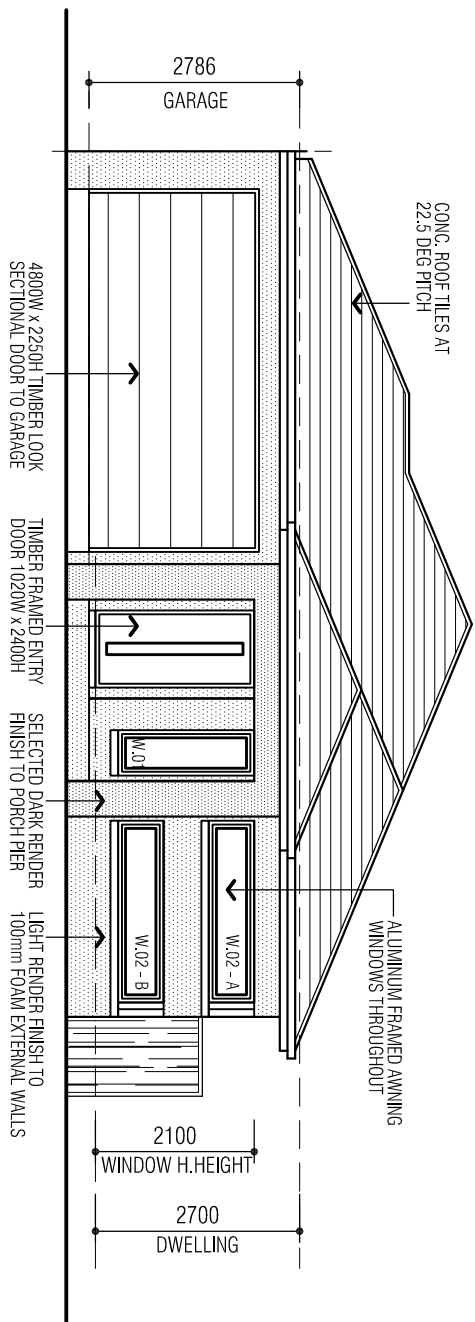 CONC. ROOF TILES AT
22.5 DEG PITCH
ALUMINUM FRAMED AWNING
WINDOWS THROUGHOUT
2786
GARAGE
W.01
W.02 - A
W.02 - B
2100
WINDOW H.HEIGHT
2700
DWELLING
4800W x 2250H TIMBER LOOK
SECTIONAL DOOR TO GARAGE
TIMBER FRAMED ENTRY
DOOR 1020W x 2400H
SELECTED DARK RENDER
FINISH TO PORCH PIER
LIGHT RENDER FINISH TO
100mm FOAM EXTERNAL WALLS